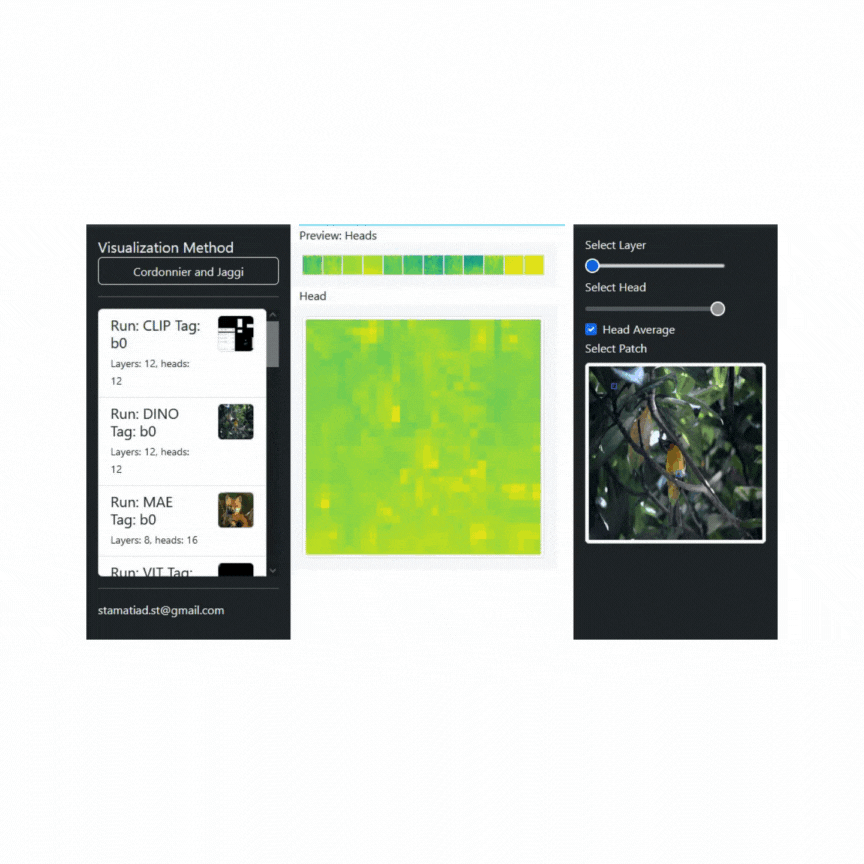 Visualization Method
Cordonnier and Jaggi
Run: CLIP Tag:
b0
Layers: 12, heads:
12
Run: DINO
Tag: b0
Layers: 12, heads:
12
Run: MAE
Tag: b0
Layers: 8, heads: 16
Run: VIT Tag:
stamatiad.st@gmail.com
Preview: Heads
Head
Select Layer
Select Head
Head Average
Select Patch